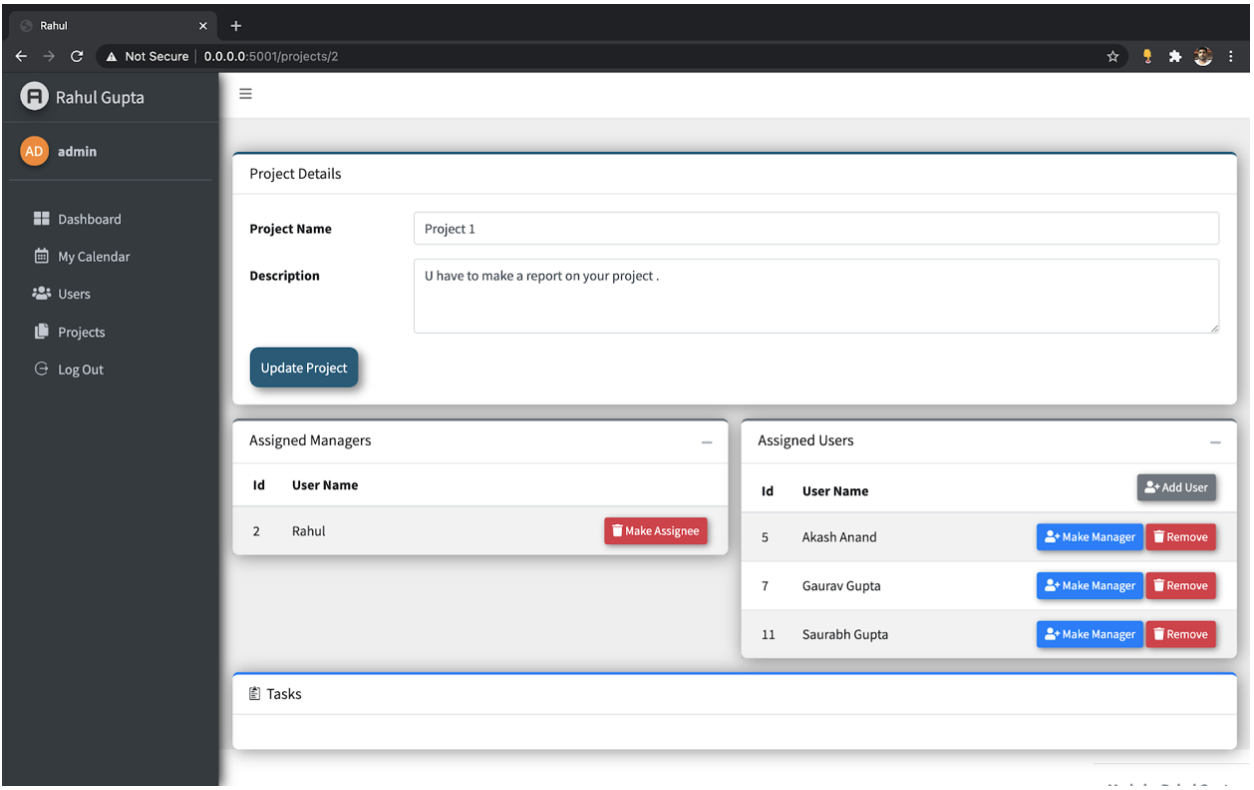 Rahul
Not Secure 0.0.0.0:5001/projects/2
Rahul Gupta
AD admin
Dashboard
My Calendar
Users
Projects
Log Out
Project Details
Project Name Project 1
Description U have to make a report on your project .
Update Project
Assigned Managers
Id User Name
2 Rahul Make Assignee
Assigned Users
Id User Name Add User
5 Akash Anand Make Manager Remove
7 Gaurav Gupta Make Manager Remove
11 Saurabh Gupta Make Manager Remove
Tasks